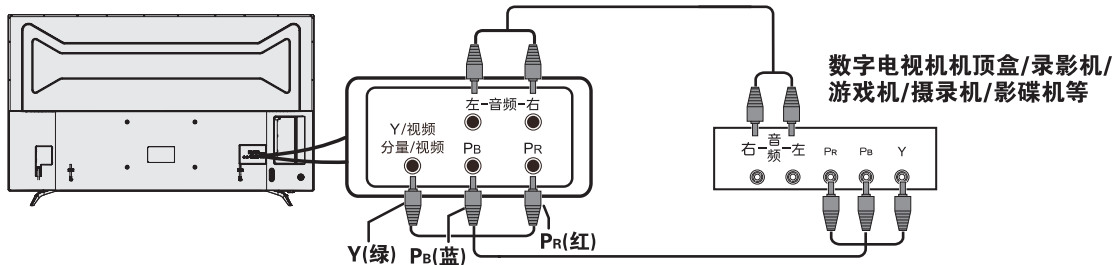 数字电视机机顶盒/录影机/
游戏机/摄录机/影碟机等
左-音频-右
Y/视频
分量/视频 PB PR
右-音频-左 PR PB Y
Y(绿) PB(蓝) PR(红)